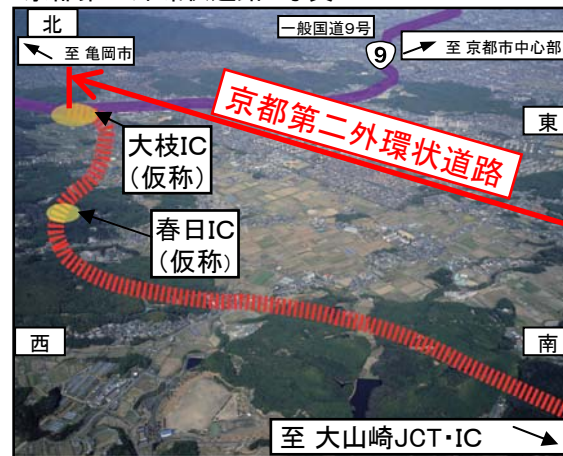 北
一般国道9号
至 亀岡市
9
至 京都市中心部
京都第二外環状道路
東
大枝IC
(仮称)
春日IC
(仮称)
西
南
至 大山崎JCT・IC